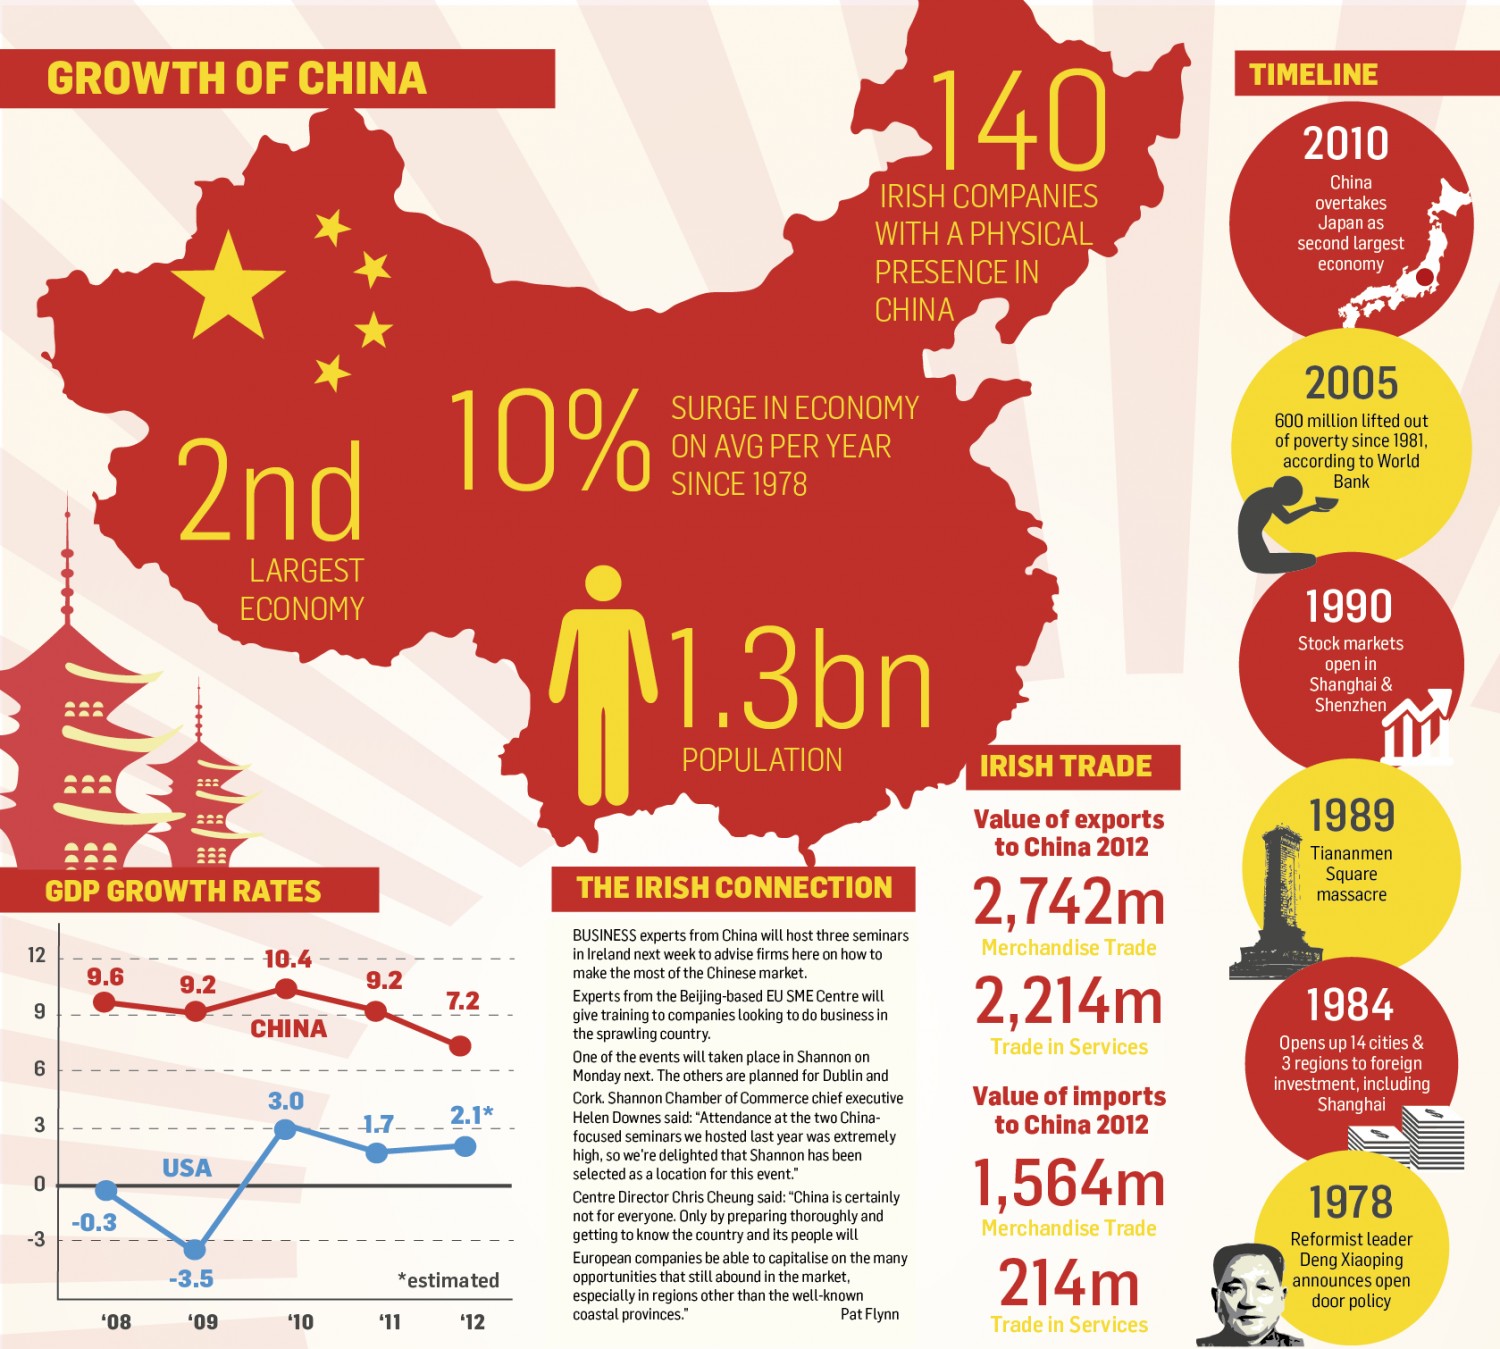 GROWTH OF CHINA
140
IRISH COMPANIES
WITH A PHYSICAL
PRESENCE IN
CHINA
10%
SURGE IN ECONOMY
ON AVG PER YEAR
SINCE 1978
2nd
LARGEST
ECONOMY
1.3bn
POPULATION
GDP GROWTH RATES
12
9
6
3
0
-3
9.6
9.2
10.4
9.2
7.2
CHINA
3.0
1.7
2.1*
USA
-0.3
-3.5
*estimated
‘08
‘09
‘10
‘11
‘12
THE IRISH CONNECTION
BUSINESS experts from China will host three seminars
in Ireland next week to advise firms here on how to
make the most of the Chinese market.
Experts from the Beijing-based EU SME Centre will
give training to companies looking to do business in
the sprawling country.
One of the events will taken place in Shannon on
Monday next. The others are planned for Dublin and
Cork. Shannon Chamber of Commerce chief executive
Helen Downes said: “Attendance at the two China-
focused seminars we hosted last year was extremely
high, so we’re delighted that Shannon has been
selected as a location for this event.”
Centre Director Chris Cheung said: “China is certainly
not for everyone. Only by preparing thoroughly and
getting to know the country and its people will
European companies be able to capitalise on the many
opportunities that still abound in the market,
especially in regions other than the well-known
coastal provinces.”
Pat Flynn
IRISH TRADE
Value of exports
to China 2012
2,742m
Merchandise Trade
2,214m
Trade in Services
Value of imports
to China 2012
1,564m
Merchandise Trade
214m
Trade in Services
TIMELINE
2010
China
overtakes
Japan as
second largest
economy
2005
600 million lifted out
of poverty since 1981,
according to World
Bank
1990
Stock markets
open in
Shanghai &
Shenzhen
1989
Tiananmen
Square
massacre
1984
Opens up 14 cities &
3 regions to foreign
investment, including
Shanghai
1978
Reformist leader
Deng Xiaoping
announces open
door policy